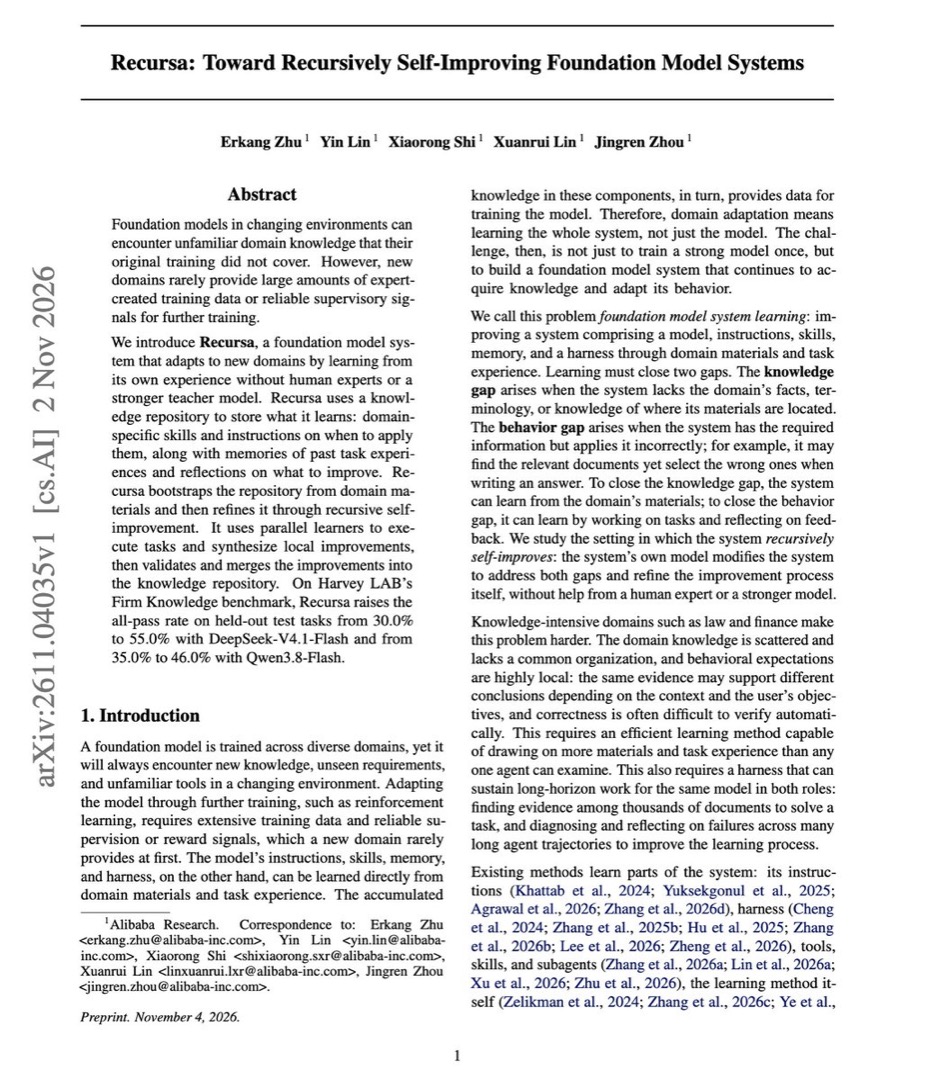 Recursa: Toward Recursively Self-Improving Foundation Model Systems
Erkang Zhu 1 Yin Lin 1 Xiaorong Shi 1 Xuanrui Lin 1 Jingren Zhou 1
arXiv:2611.04035v1 [cs.AI] 2 Nov 2026
Abstract
Foundation models in changing environments can
encounter unfamiliar domain knowledge that their
original training did not cover. However, new
domains rarely provide large amounts of expert-
created training data or reliable supervisory sig-
nals for further training.
We introduce Recursa, a foundation model sys-
tem that adapts to new domains by learning from
its own experience without human experts or a
stronger teacher model. Recursa uses a knowl-
edge repository to store what it learns: domain-
specific skills and instructions on when to apply
them, along with memories of past task experi-
ences and reflections on what to improve. Re-
cursa bootstraps the repository from domain ma-
terials and then refines it through recursive self-
improvement. It uses parallel learners to exe-
cute tasks and synthesize local improvements,
then validates and merges the improvements into
the knowledge repository. On Harvey LAB's
Firm Knowledge benchmark, Recursa raises the
all-pass rate on held-out test tasks from 30.0%
to 55.0% with DeepSeek-V4.1-Flash and from
35.0% to 46.0% with Qwen3.8-Flash.
1. Introduction
A foundation model is trained across diverse domains, yet it
will always encounter new knowledge, unseen requirements,
and unfamiliar tools in a changing environment. Adapting
the model through further training, such as reinforcement
learning, requires extensive training data and reliable su-
pervision or reward signals, which a new domain rarely
provides at first. The model's instructions, skills, memory,
and harness, on the other hand, can be learned directly from
domain materials and task experience. The accumulated
1Alibaba Research. Correspondence to: Erkang Zhu
<erkang.zhu@alibaba-inc.com>, Yin Lin <yin.lin@alibaba-
inc.com>, Xiaorong Shi <shixiaorong.sxr@alibaba-inc.com>,
Xuanrui Lin <linxuanrui.lxr@alibaba-inc.com>, Jingren Zhou
<jingren.zhou@alibaba-inc.com>.
Preprint. November 4, 2026.
knowledge in these components, in turn, provides data for
training the model. Therefore, domain adaptation means
learning the whole system, not just the model. The chal-
lenge, then, is not just to train a strong model once, but
to build a foundation model system that continues to ac-
quire knowledge and adapt its behavior.
We call this problem foundation model system learning: im-
proving a system comprising a model, instructions, skills,
memory, and a harness through domain materials and task
experience. Learning must close two gaps. The knowledge
gap arises when the system lacks the domain's facts, ter-
minology, or knowledge of where its materials are located.
The behavior gap arises when the system has the required
information but applies it incorrectly; for example, it may
find the relevant documents yet select the wrong ones when
writing an answer. To close the knowledge gap, the system
can learn from the domain's materials; to close the behavior
gap, it can learn by working on tasks and reflecting on feed-
back. We study the setting in which the system recursively
self-improves: the system's own model modifies the system
to address both gaps and refine the improvement process
itself, without help from a human expert or a stronger model.
Knowledge-intensive domains such as law and finance make
this problem harder. The domain knowledge is scattered and
lacks a common organization, and behavioral expectations
are highly local: the same evidence may support different
conclusions depending on the context and the user's objec-
tives, and correctness is often difficult to verify automati-
cally. This requires an efficient learning method capable
of drawing on more materials and task experience than any
one agent can examine. This also requires a harness that can
sustain long-horizon work for the same model in both roles:
finding evidence among thousands of documents to solve a
task, and diagnosing and reflecting on failures across many
long agent trajectories to improve the learning process.
Existing methods learn parts of the system: its instruc-
tions (Khattab et al., 2024; Yuksekgonul et al., 2025;
Agrawal et al., 2026; Zhang et al., 2026d), harness (Cheng
et al., 2024; Zhang et al., 2025b; Hu et al., 2025; Zhang
et al., 2026b; Lee et al., 2026; Zheng et al., 2026), tools,
skills, and subagents (Zhang et al., 2026a; Lin et al., 2026a;
Xu et al., 2026; Zhu et al., 2026), the learning method it-
self (Zelikman et al., 2024; Zhang et al., 2026c; Ye et al.,
1